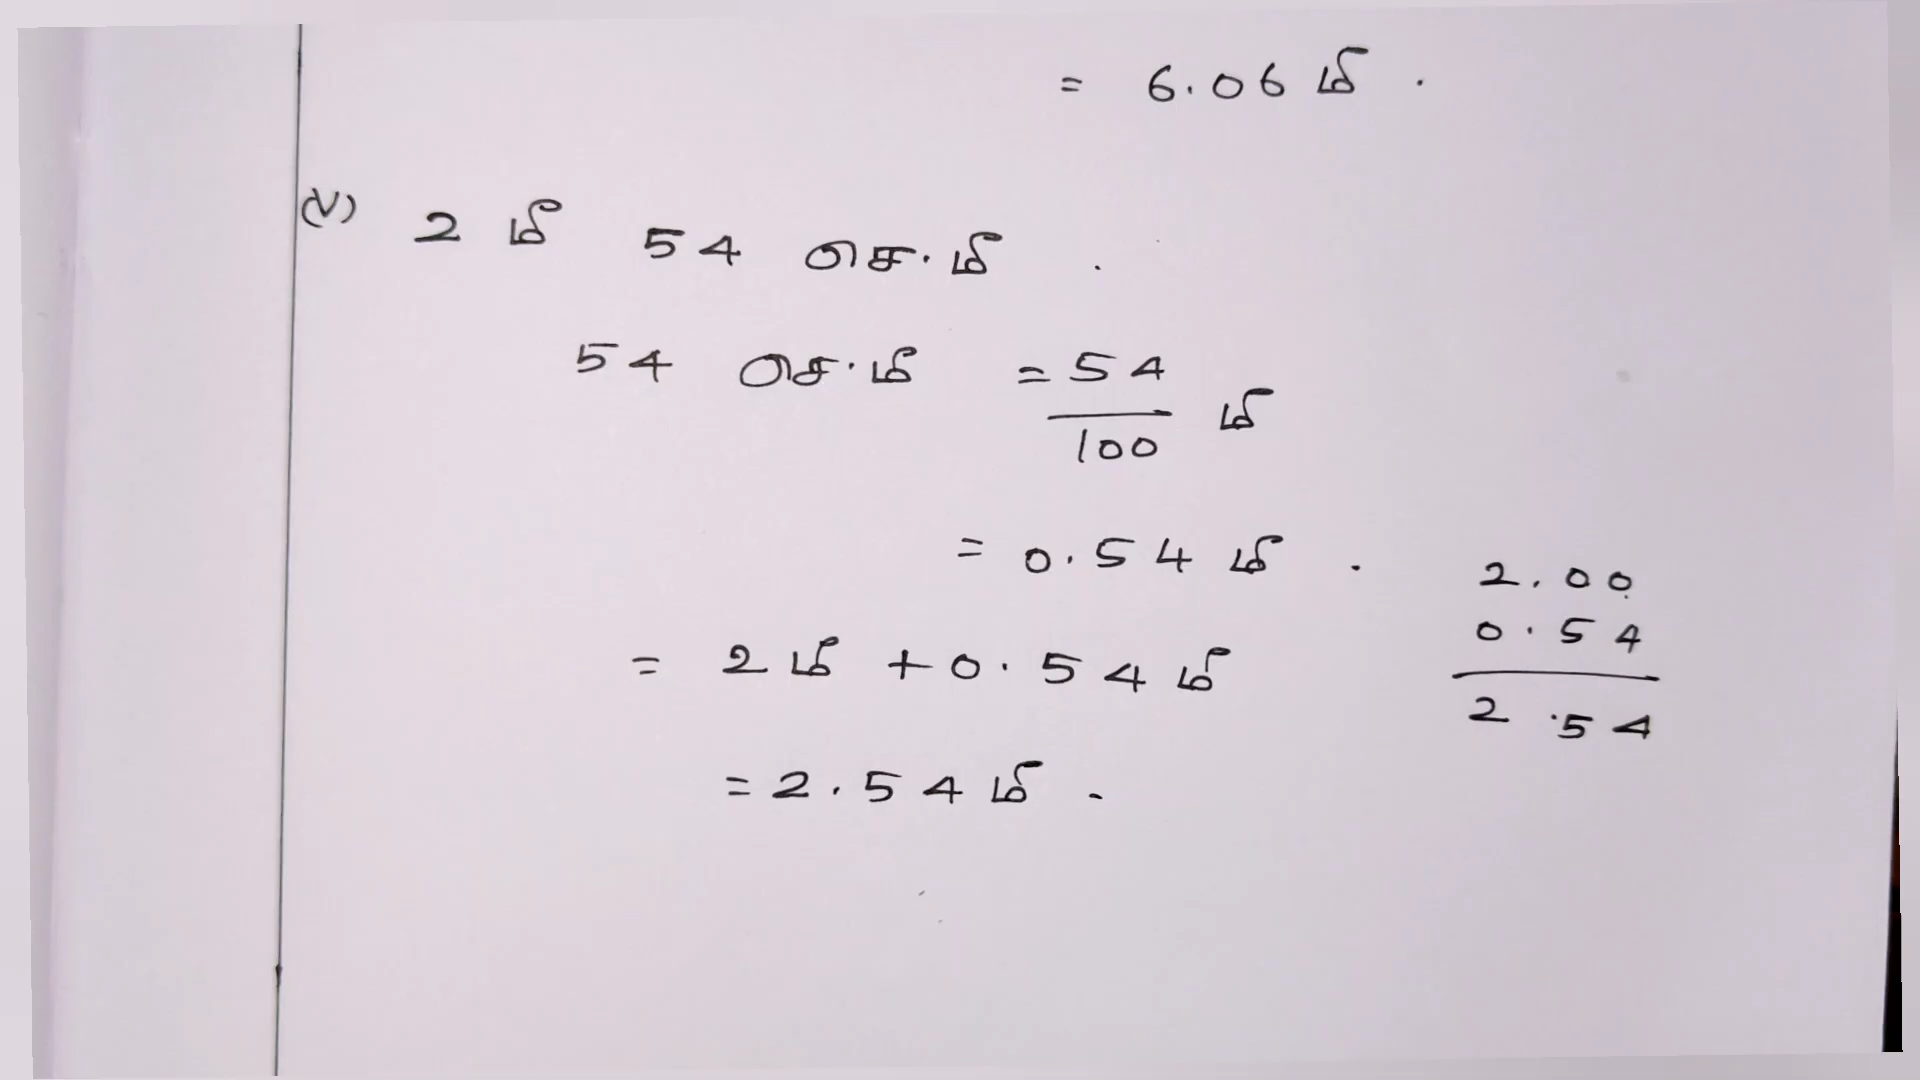 = 6.06 மீ.
(v) 2 மீ 54 செ.மீ.
54 செ.மீ = 54
100 மீ
= 0.54 மீ.
2.00
0.54
= 2 மீ + 0.54 மீ
2.54
= 2.54 மீ.